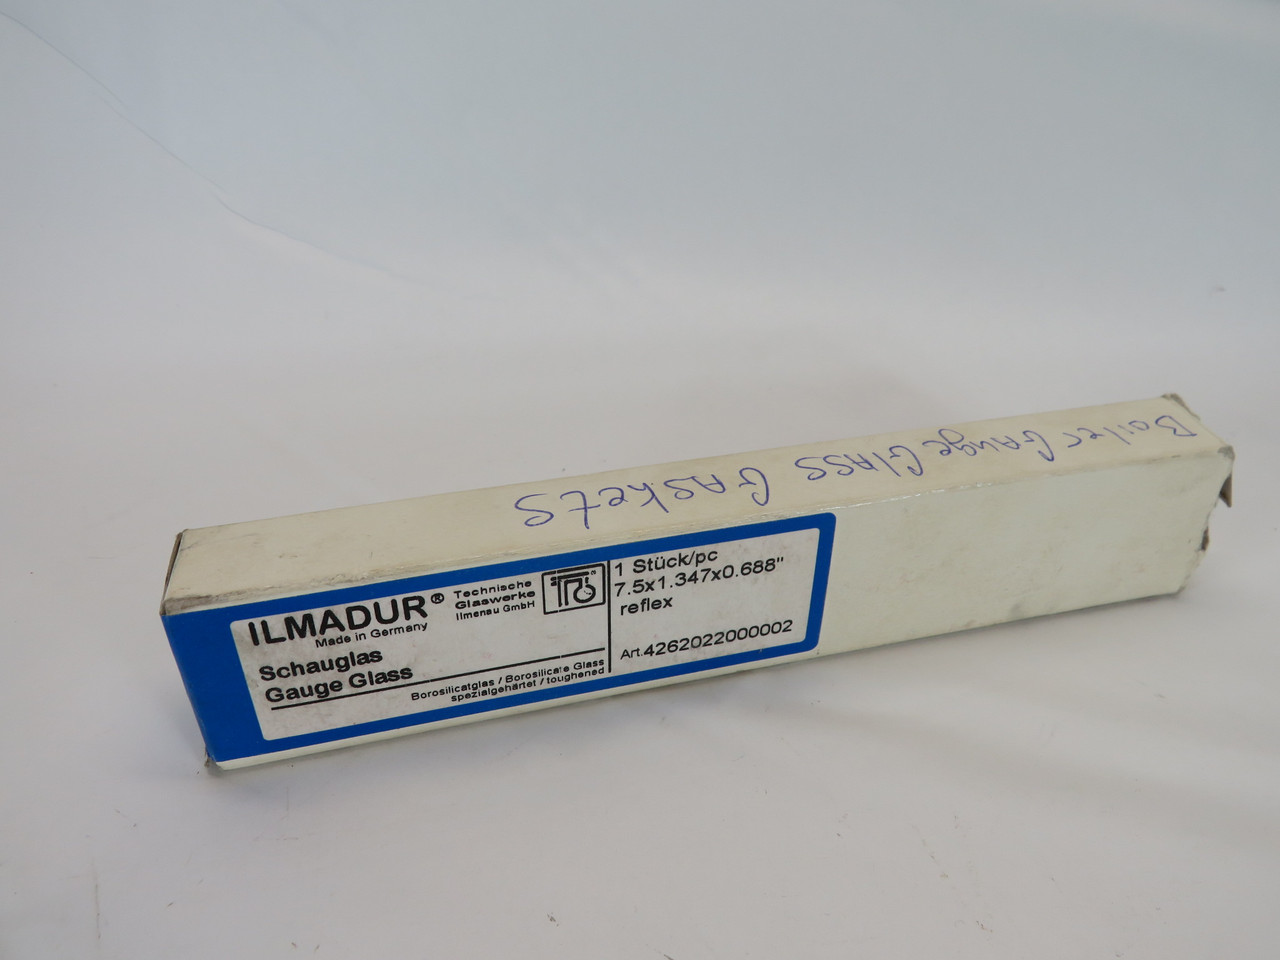 Boiler Gauge Glass Gaskets
ILMADUR®
Made in Germany
Technische
Glaswerke
Ilmenau GmbH
Schauglas
Gauge Glass
Borosilicatglas / Borosilicate Glass
spezialgehärtet / toughened
1 Stück/pc
7.5x1.347x0.688"
reflex
Art.4262022000002